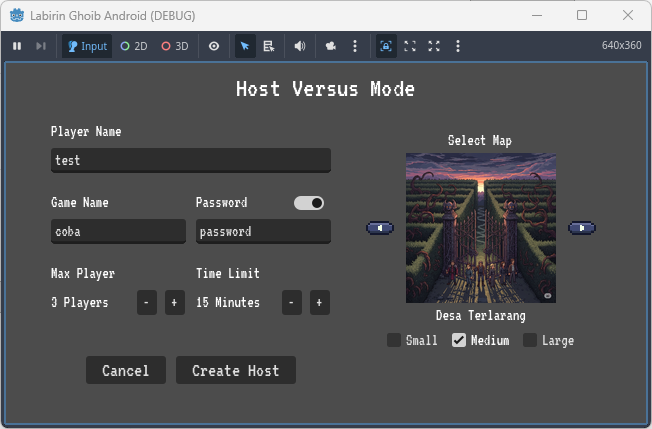 Labirin Ghoib Android (DEBUG)
Input 2D 3D 640x360
Host Versus Mode
Player Name
test
Game Name Password
coba password
Max Player Time Limit
3 Players - + 15 Minutes - +
Cancel Create Host
Select Map
Desa Terlarang
Small Medium Large